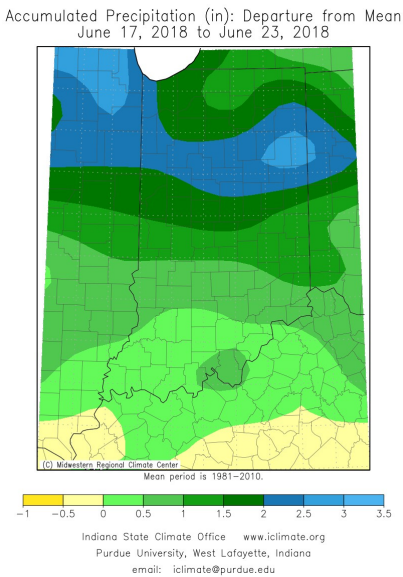 Accumulated Precipitation (in): Departure from Mean
June 17, 2018 to June 23, 2018
(C) Midwestern Regional Climate Center
Mean period is 1981-2010.
-1 -0.5 0 0.5 1 1.5 2 2.5 3 3.5
Indiana State Climate Office www.iclimate.org
Purdue University, West Lafayette, Indiana
email: iclimate@purdue.edu